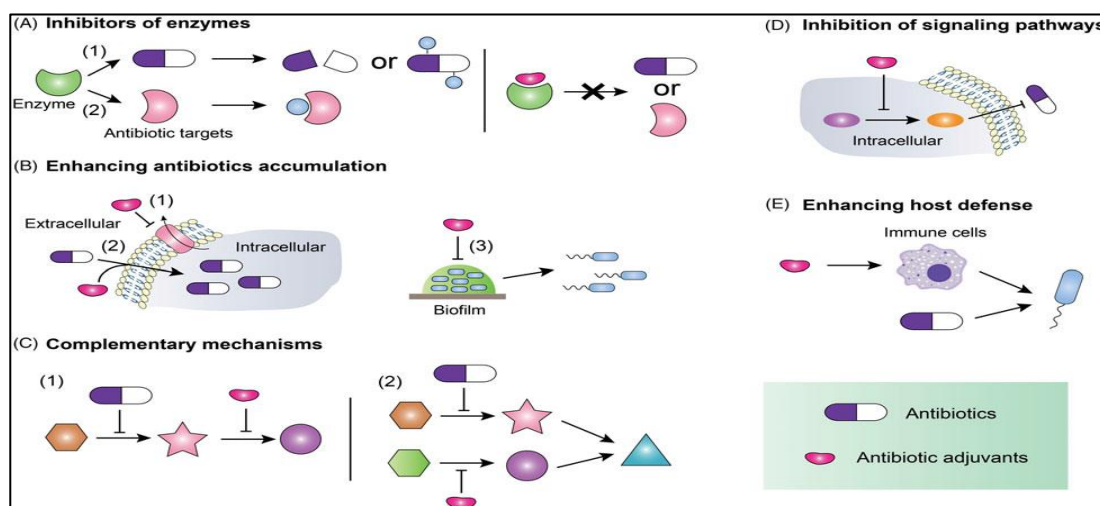 (A) Inhibitors of enzymes
(1)
or
Enzyme
(2)
Antibiotic targets
or
(B) Enhancing antibiotics accumulation
(1)
Extracellular
(2)
Intracellular
(3)
Biofilm
(C) Complementary mechanisms
(1)
(2)
(D) Inhibition of signaling pathways
Intracellular
(E) Enhancing host defense
Immune cells
Antibiotics
Antibiotic adjuvants